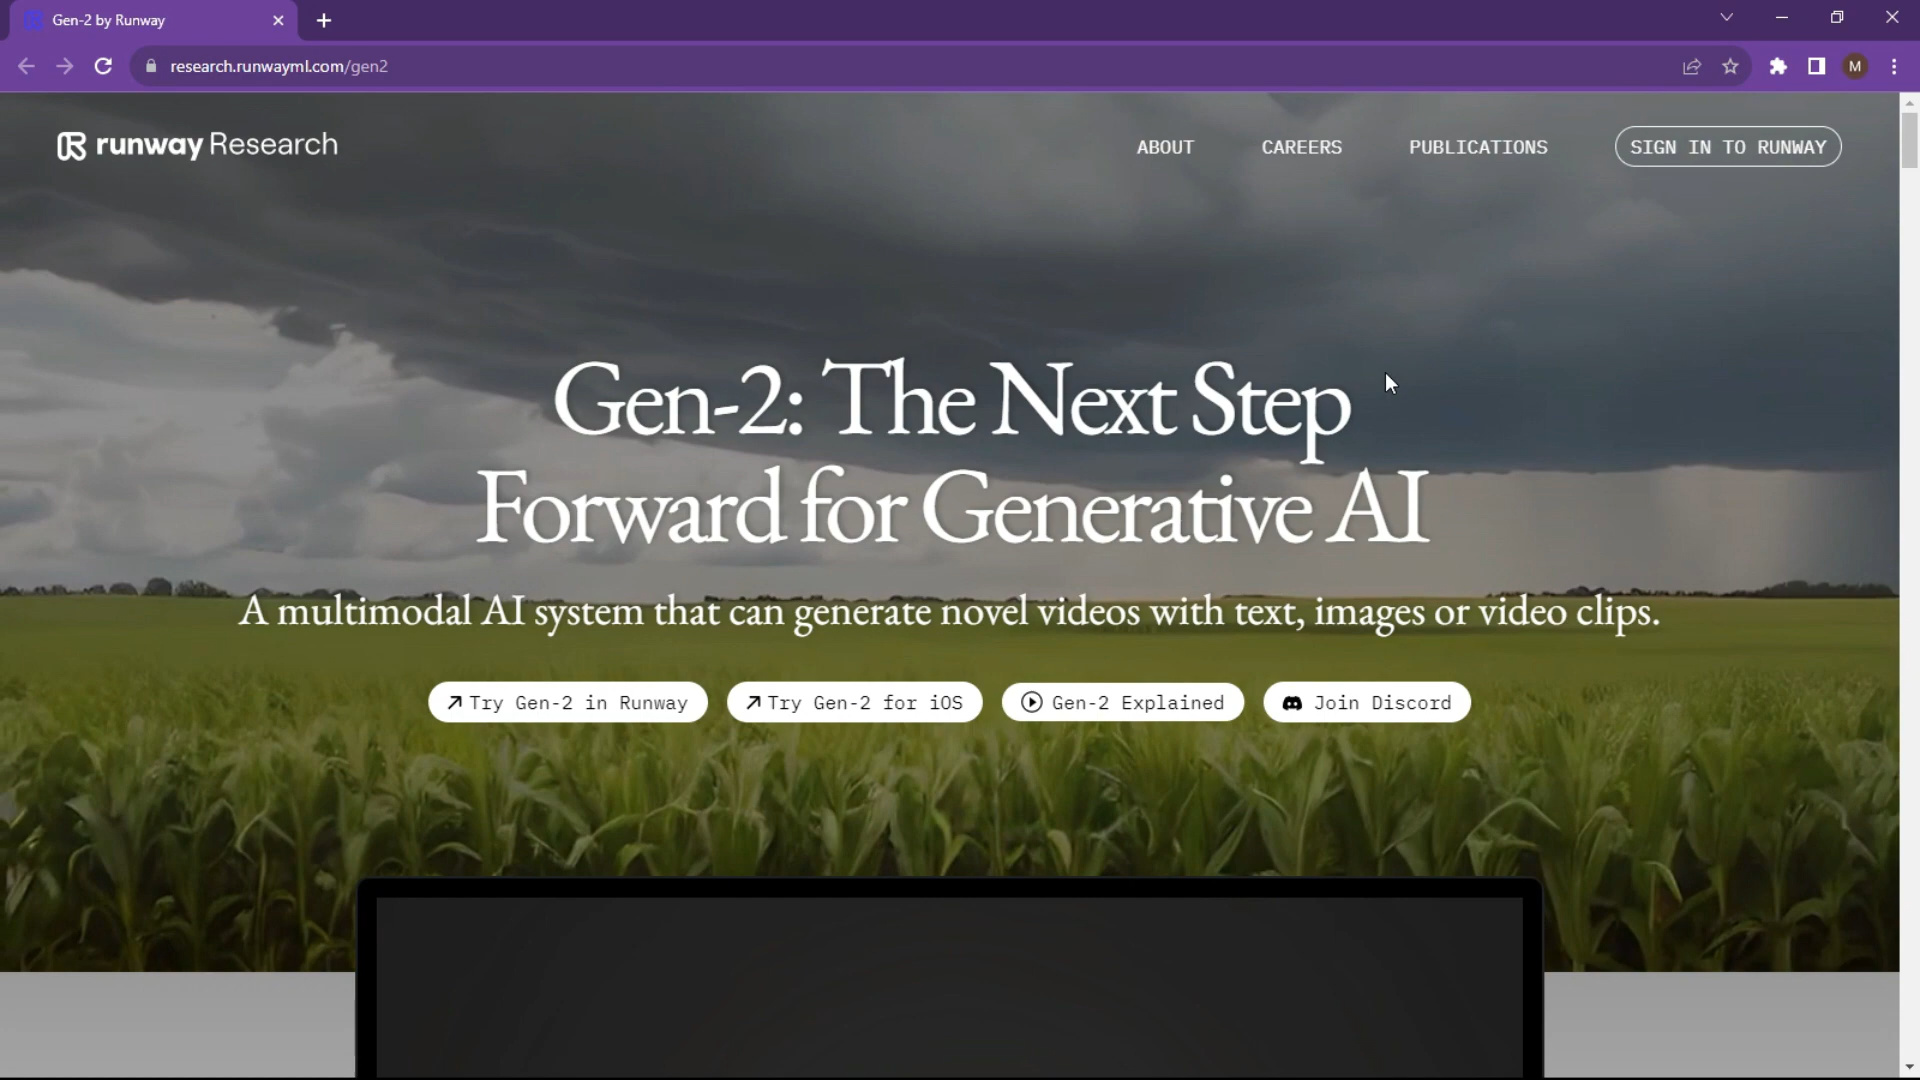 Gen-2 by Runway
research.runwayml.com/gen2
M
runway Research
ABOUT
CAREERS
PUBLICATIONS
SIGN IN TO RUNWAY
Gen-2: The Next Step
Forward for Generative AI
A multimodal AI system that can generate novel videos with text, images or video clips.
Try Gen-2 in Runway
Try Gen-2 for iOS
Gen-2 Explained
Join Discord